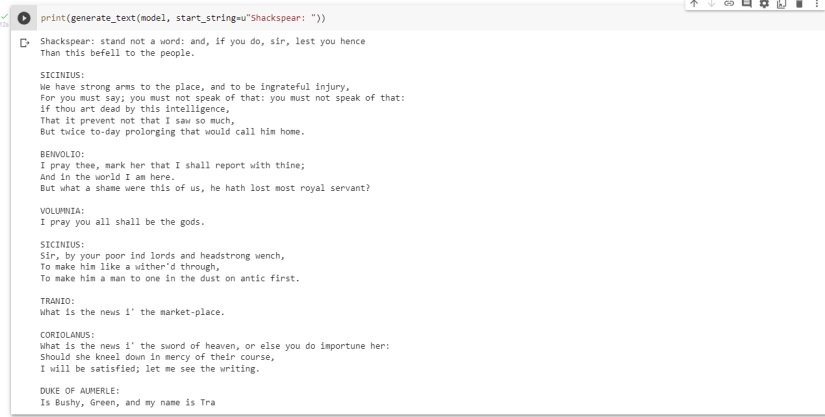 print(generate_text(model, start_string=u"Shackspear: "))
Shackspear: stand not a word: and, if you do, sir, lest you hence
Than this befell to the people.
SICINIUS:
We have strong arms to the place, and to be ingrateful injury,
For you must say; you must not speak of that: you must not speak of that:
if thou art dead by this intelligence,
That it prevent not that I saw so much,
But twice to-day prolorging that would call him home.
BENVOLIO:
I pray thee, mark her that I shall report with thine;
And in the world I am here.
But what a shame were this of us, he hath lost most royal servant?
VOLUMNIA:
I pray you all shall be the gods.
SICINIUS:
Sir, by your poor ind lords and headstrong wench,
To make him like a wither'd through,
To make him a man to one in the dust on antic first.
TRANIO:
What is the news i' the market-place.
CORIOLANUS:
What is the news i' the sword of heaven, or else you do importune her:
Should she kneel down in mercy of their course,
I will be satisfied; let me see the writing.
DUKE OF AUMERLE:
Is Bushy, Green, and my name is Tra